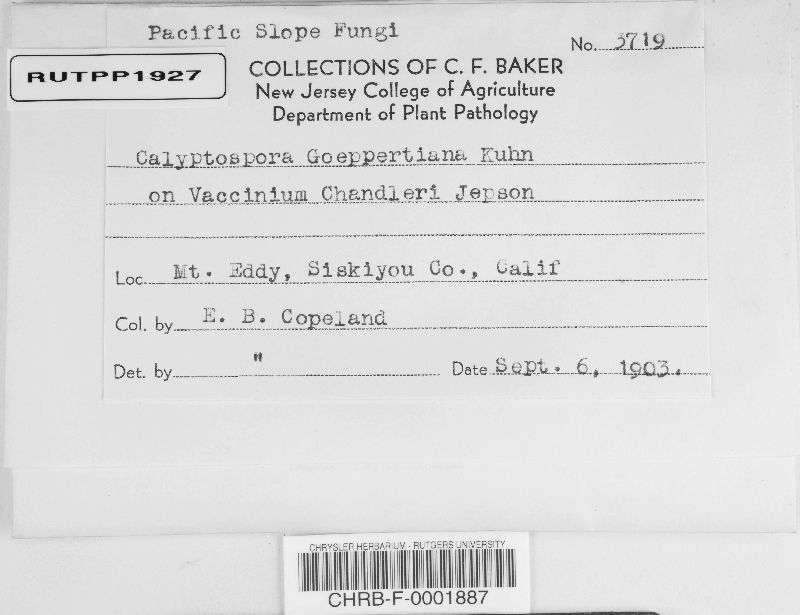 Pacific Slope Fungi
No. 3719
RUTPP1927
COLLECTIONS OF C. F. BAKER
New Jersey College of Agriculture
Department of Plant Pathology
Calyptospora Goeppertiana Kuhn
on Vaccinium Chandleri Jepson
Loc. Mt. Eddy, Siskiyou Co., Calif
Col. by E. B. Copeland
Det. by " Date Sept. 6, 1903.
CHRYSLER HERBARIUM - RUTGERS UNIVERSITY
CHRB-F-0001887